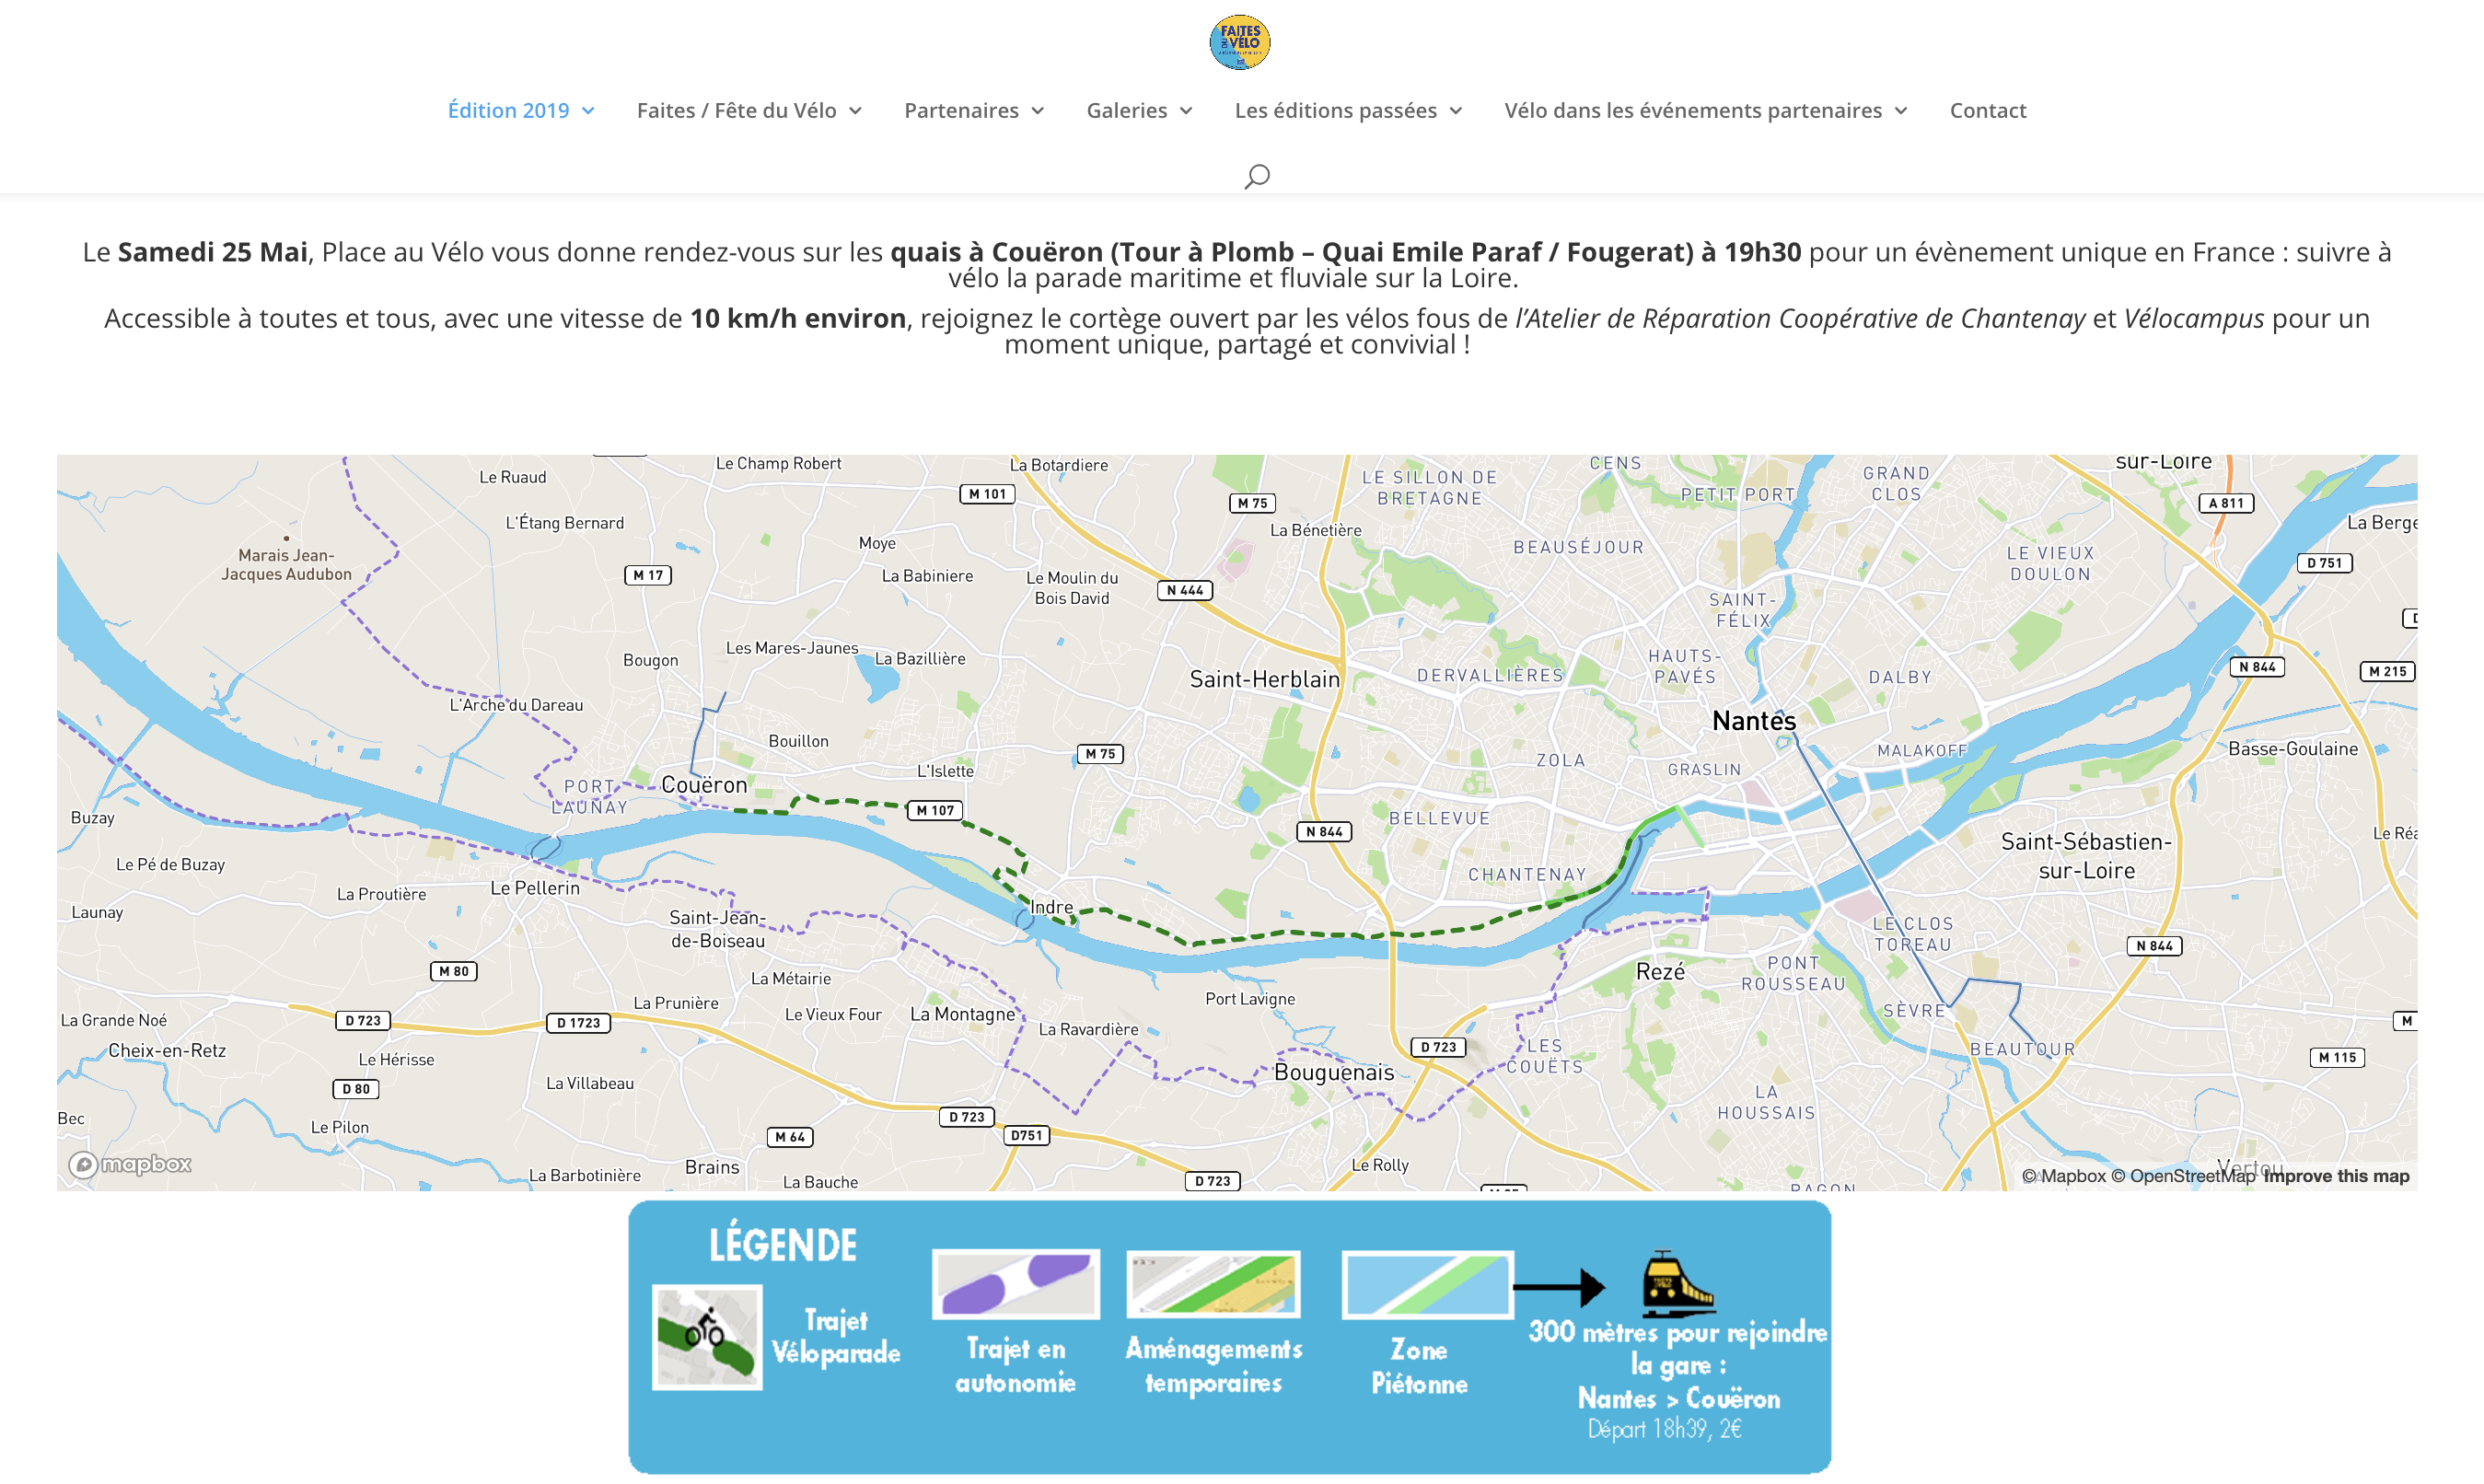 FAITES
DU VÉLO
Édition 2019
Faites / Fête du Vélo
Partenaires
Galeries
Les éditions passées
Vélo dans les événements partenaires
Contact
Le Samedi 25 Mai, Place au Vélo vous donne rendez-vous sur les quais à Couëron (Tour à Plomb – Quai Emile Paraf / Fougerat) à 19h30 pour un évènement unique en France : suivre à
vélo la parade maritime et fluviale sur la Loire.
Accessible à toutes et tous, avec une vitesse de 10 km/h environ, rejoignez le cortège ouvert par les vélos fous de l'Atelier de Réparation Coopérative de Chantenay et Vélocampus pour un
moment unique, partagé et convivial !
Le Ruaud
Le Champ Robert
La Botardiere
LE SILLON DE
BRETAGNE
CENS
PETIT PORT
GRAND
CLOS
sur-Loire
M 101
M 75
A 811
L'Étang Bernard
La Bénetière
La Berge
Marais Jean-
Jacques Audubon
Moye
BEAUSÉJOUR
LE VIEUX
DOULON
D 751
M 17
La Babiniere
Le Moulin du
Bois David
N 444
SAINT-
FÉLIX
Bougon
Les Mares-Jaunes
La Bazillière
Saint-Herblain
DERVALLIÈRES
HAUTS-
PAVÉS
DALBY
N 844
M 215
L'Arche du Dareau
Nantes
Bouillon
M 75
ZOLA
GRASLIN
MALAKOFF
Basse-Goulaine
PORT
LAUNAY
Couëron
L'Islette
M 107
Buzay
N 844
BELLEVUE
Saint-Sébastien-
sur-Loire
Le Réa
Le Pé de Buzay
La Proutière
Le Pellerin
CHANTENAY
Launay
Saint-Jean-
de-Boiseau
Indre
LE CLOS
TOREAU
N 844
M 80
La Métairie
Rezé
PONT
ROUSSEAU
La Prunière
Le Vieux Four
La Montagne
Port Lavigne
SÈVRE
La Grande Noé
D 723
D 1723
La Ravardière
M
Cheix-en-Retz
Le Hérisse
D 723
LES
COUËTS
BEAUTOUR
M 115
D 80
La Villabeau
Bouguenais
LA
HOUSSAIS
Bec
Le Pilon
D 723
M 64
D751
mapbox
La Barbotinière
Brains
La Bauche
D 723
Le Rolly
RAGON
Vertou
© Mapbox © OpenStreetMap Improve this map
LÉGENDE
Trajet
Véloparade
Trajet en
autonomie
Aménagements
temporaires
Zone
Piétonne
300 mètres pour rejoindre
la gare :
Nantes > Couëron
Départ 18h39, 2€